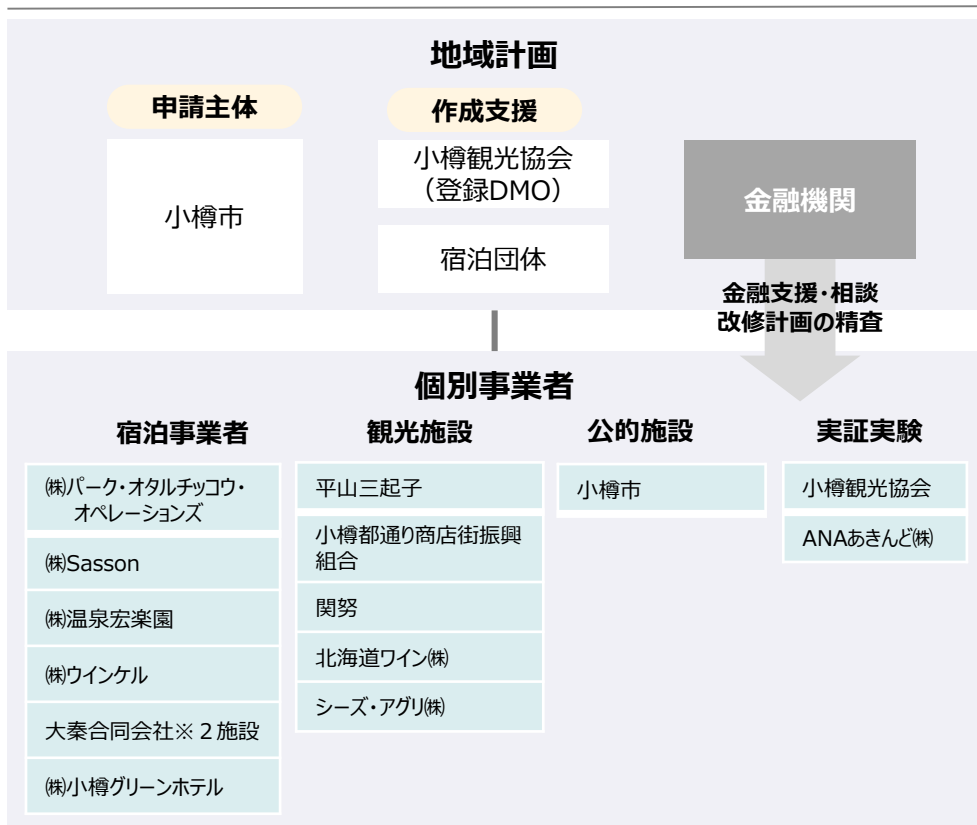 地域計画
申請主体
作成支援
小樽市
小樽観光協会
（登録DMO）
宿泊団体
金融機関
金融支援・相談
改修計画の精査
個別事業者
宿泊事業者
㈱パーク・オタルチッコウ・
オペレーションズ
㈱Sasson
㈱温泉宏楽園
㈱ウインケル
大秦合同会社※２施設
㈱小樽グリーンホテル
観光施設
平山三起子
小樽都通り商店街振興
組合
関努
北海道ワイン㈱
シーズ・アグリ㈱
公的施設
小樽市
実証実験
小樽観光協会
ANAあきんど㈱